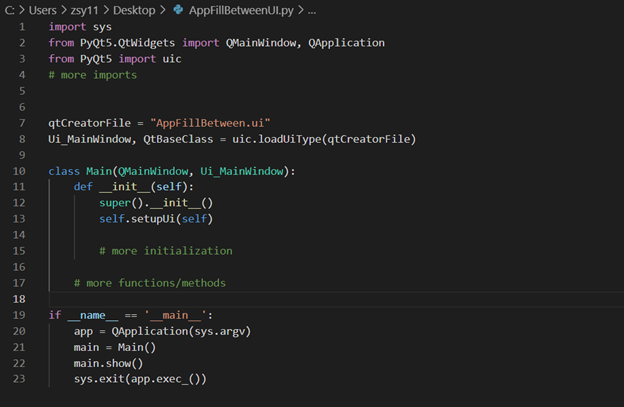 C: > Users > zsy11 > Desktop > AppFillBetweenUI.py > ...
1 import sys
2 from PyQt5.QtWidgets import QMainWindow, QApplication
3 from PyQt5 import uic
4 # more imports
5
6
7 qtCreatorFile = "AppFillBetween.ui"
8 Ui_MainWindow, QtBaseClass = uic.loadUiType(qtCreatorFile)
9
10 class Main(QMainWindow, Ui_MainWindow):
11     def __init__(self):
12         super().__init__()
13         self.setupUi(self)
14
15         # more initialization
16
17     # more functions/methods
18
19 if __name__ == '__main__':
20     app = QApplication(sys.argv)
21     main = Main()
22     main.show()
23     sys.exit(app.exec_())